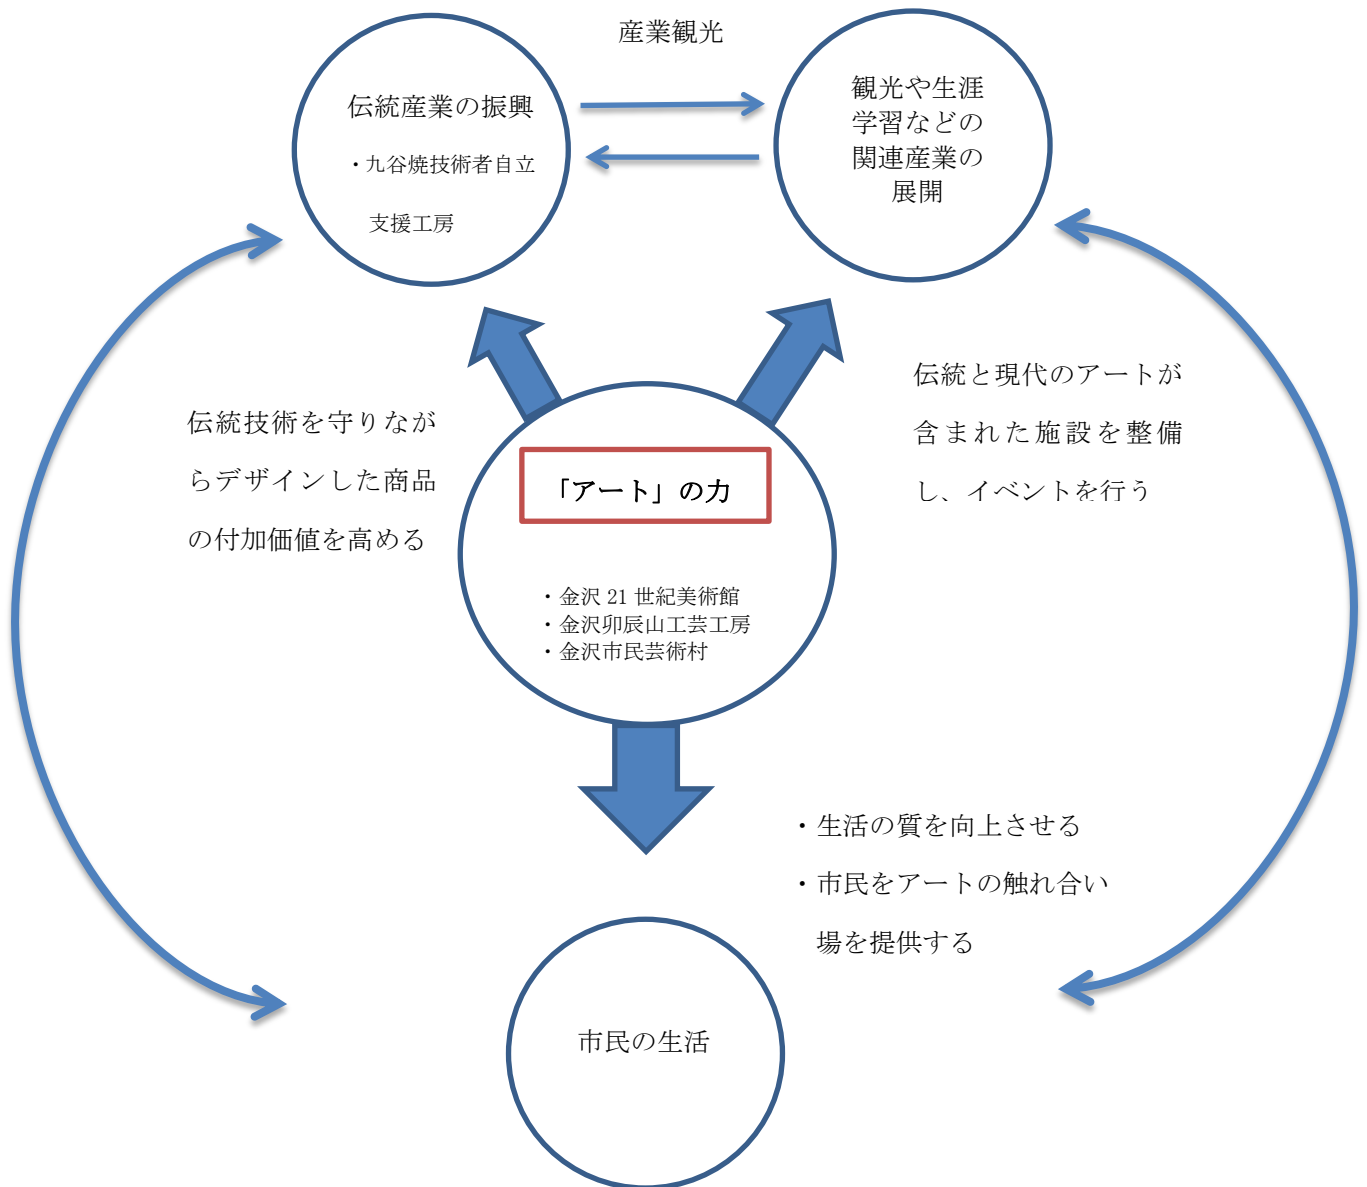 産業観光
伝統産業の振興
・九谷焼技術者自立
支援工房
観光や生涯
学習などの
関連産業の
展開
伝統技術を守りなが
らデザインした商品
の付加価値を高める
伝統と現代のアートが
含まれた施設を整備
し、イベントを行う
「アート」の力
・金沢 21 世紀美術館
・金沢卯辰山工芸工房
・金沢市民芸術村
・生活の質を向上させる
・市民をアートの触れ合い
場を提供する
市民の生活